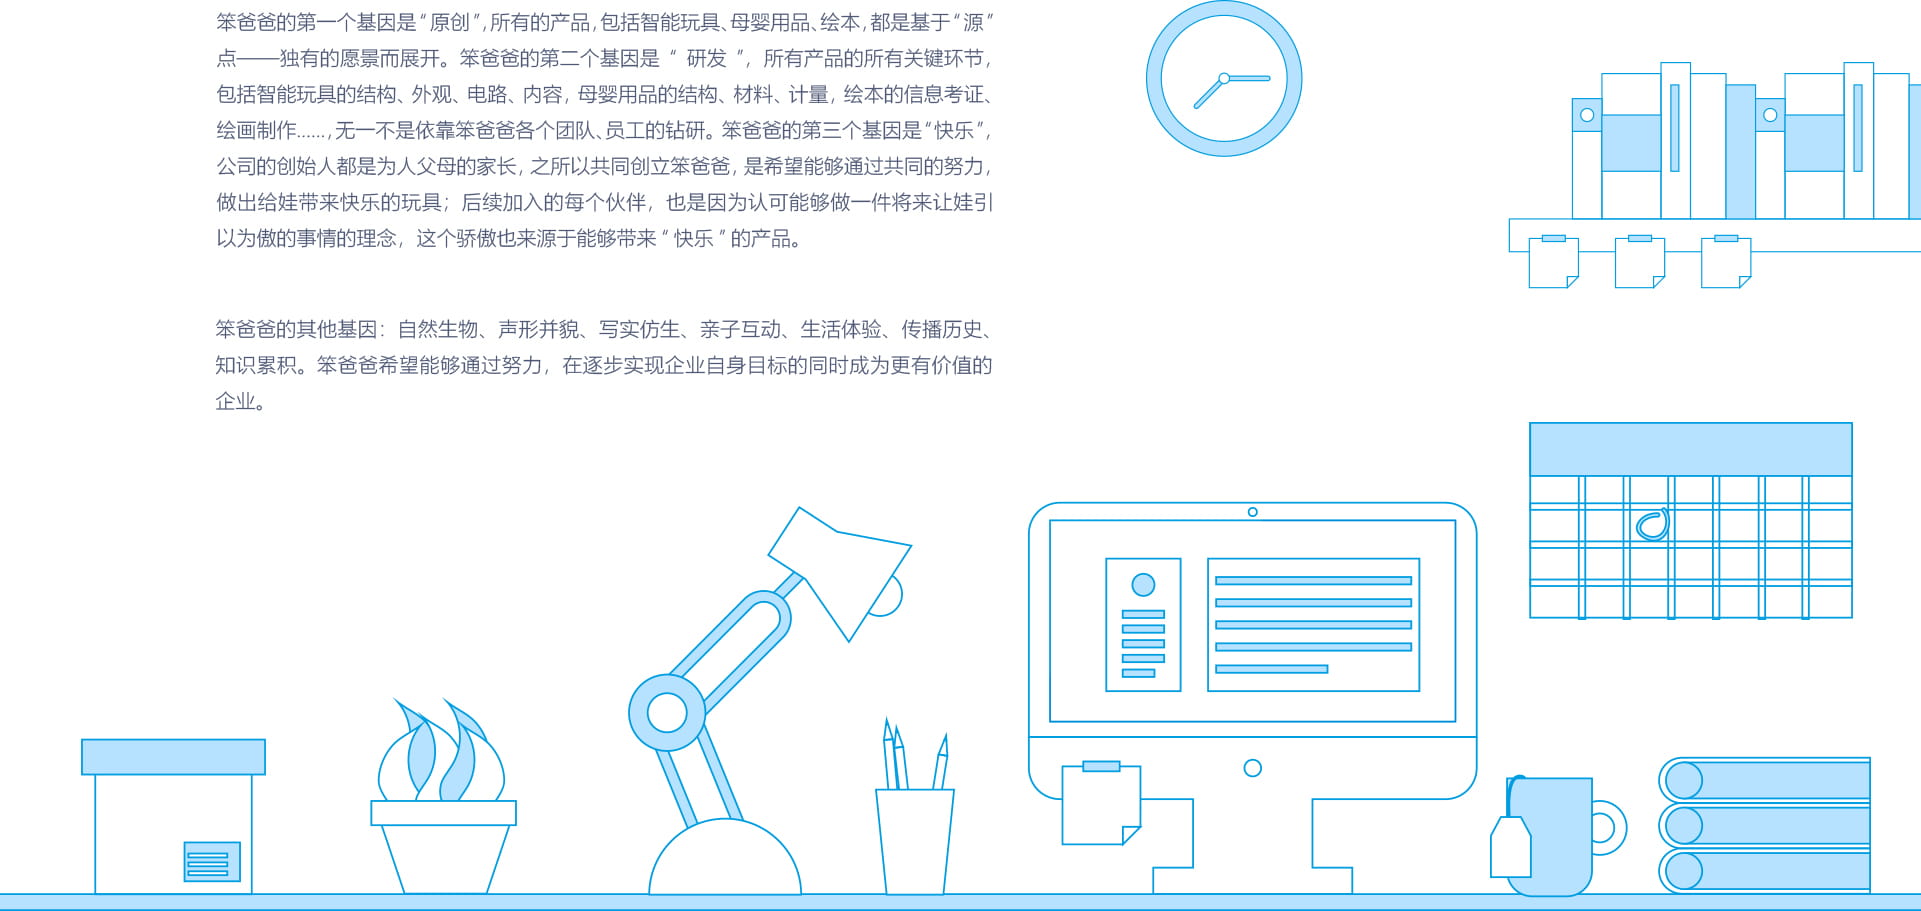 笨爸爸的第一个基因是“原创”,所有的产品,包括智能玩具、母婴用品、绘本,都是基于“源”
点——独有的愿景而展开。笨爸爸的第二个基因是 “ 研发 ”，所有产品的所有关键环节，
包括智能玩具的结构、外观、电路、内容，母婴用品的结构、材料、计量，绘本的信息考证、
绘画制作......,无一不是依靠笨爸爸各个团队、员工的钻研。笨爸爸的第三个基因是“快乐”，
公司的创始人都是为人父母的家长，之所以共同创立笨爸爸，是希望能够通过共同的努力，
做出给娃带来快乐的玩具；后续加入的每个伙伴，也是因为认可能够做一件将来让娃引
以为傲的事情的理念，这个骄傲也来源于能够带来“快乐”的产品。
笨爸爸的其他基因：自然生物、声形并貌、写实仿生、亲子互动、生活体验、传播历史、
知识累积。笨爸爸希望能够通过努力，在逐步实现企业自身目标的同时成为更有价值的
企业。